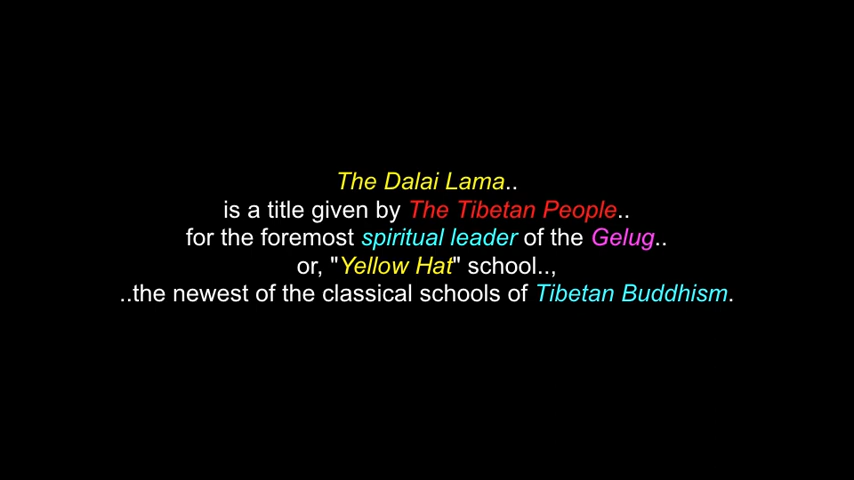 The Dalai Lama..
is a title given by The Tibetan People..
for the foremost spiritual leader of the Gelug..
or, "Yellow Hat" school..,
..the newest of the classical schools of Tibetan Buddhism.